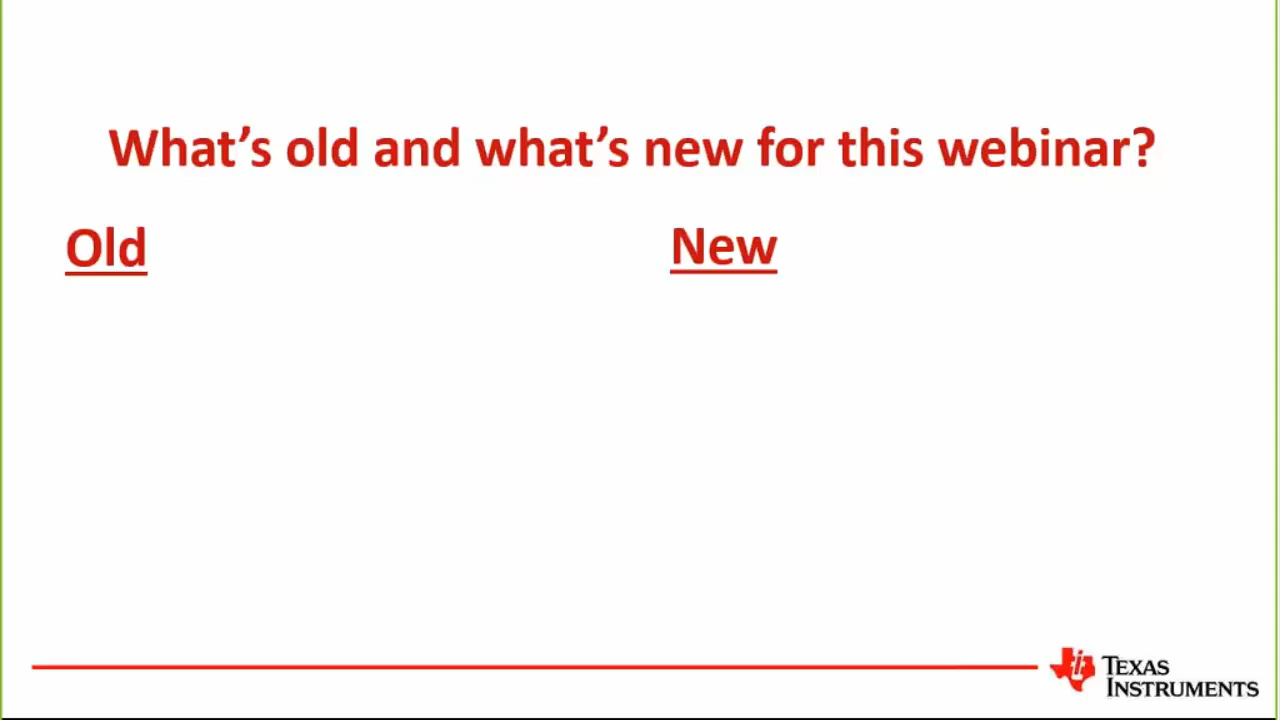 What’s old and what’s new for this webinar?
Old
New
TEXAS
INSTRUMENTS